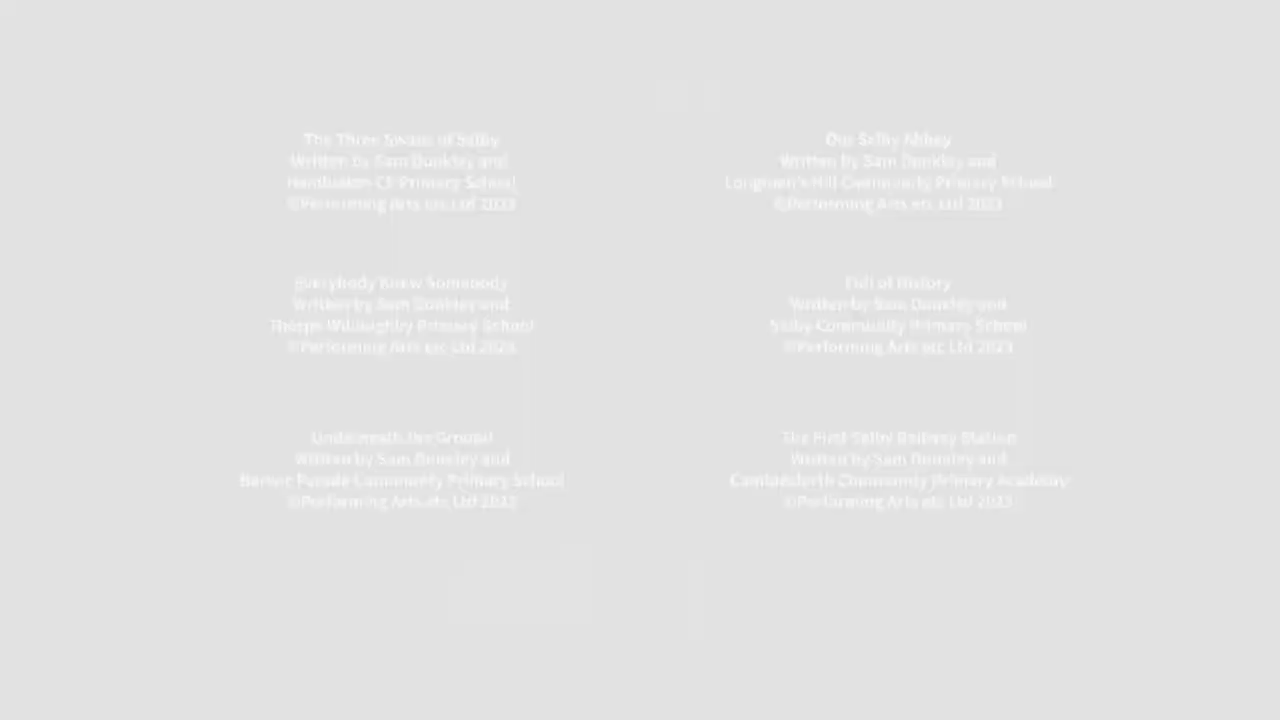 The Three Swans of Selby
Written by Sam Dunkley and
Hambleton CE Primary School
©Performing Arts etc Ltd 2023
Our Selby Abbey
Written by Sam Dunkley and
Longman's Hill Community Primary School
©Performing Arts etc Ltd 2023
Everybody Knew Somebody
Written by Sam Dunkley and
Thorpe Willoughby Primary School
©Performing Arts etc Ltd 2023
Full of History
Written by Sam Dunkley and
Selby Community Primary School
©Performing Arts etc Ltd 2023
Underneath the Ground
Written by Sam Dunkley and
Barwic Parade Community Primary School
©Performing Arts etc Ltd 2023
The First Selby Railway Station
Written by Sam Dunkley and
Camblesforth Community Primary Academy
©Performing Arts etc Ltd 2023